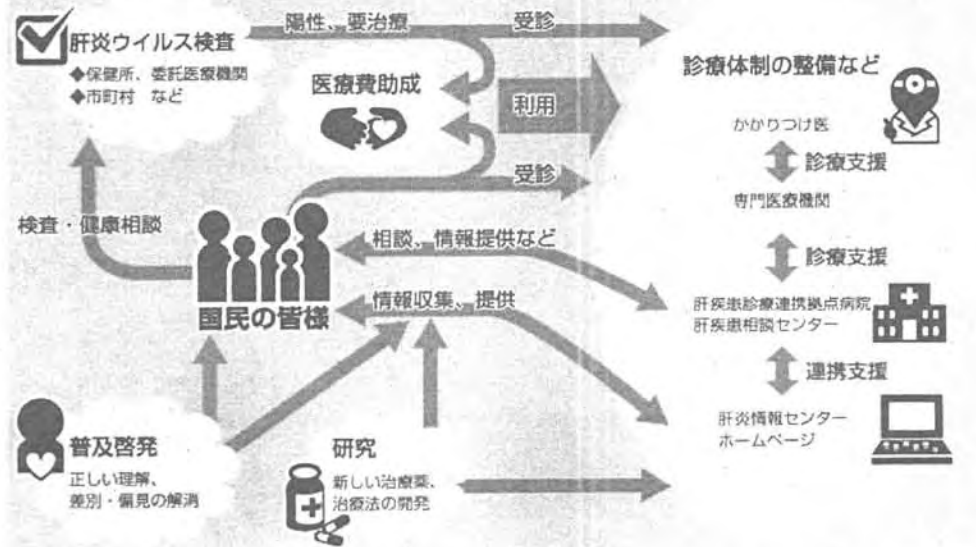 肝炎ウイルス検査
◆保健所、委託医療機関
◆市町村 など
陽性、要治療
受診
医療費助成
利用
受診
診療体制の整備など
かかりつけ医
診療支援
専門医療機関
診療支援
肝疾患診療連携拠点病院
肝疾患相談センター
連携支援
肝炎情報センター
ホームページ
検査・健康相談
国民の皆様
相談、情報提供など
情報収集、提供
普及啓発
正しい理解、
差別・偏見の解消
研究
新しい治療薬、
治療法の開発